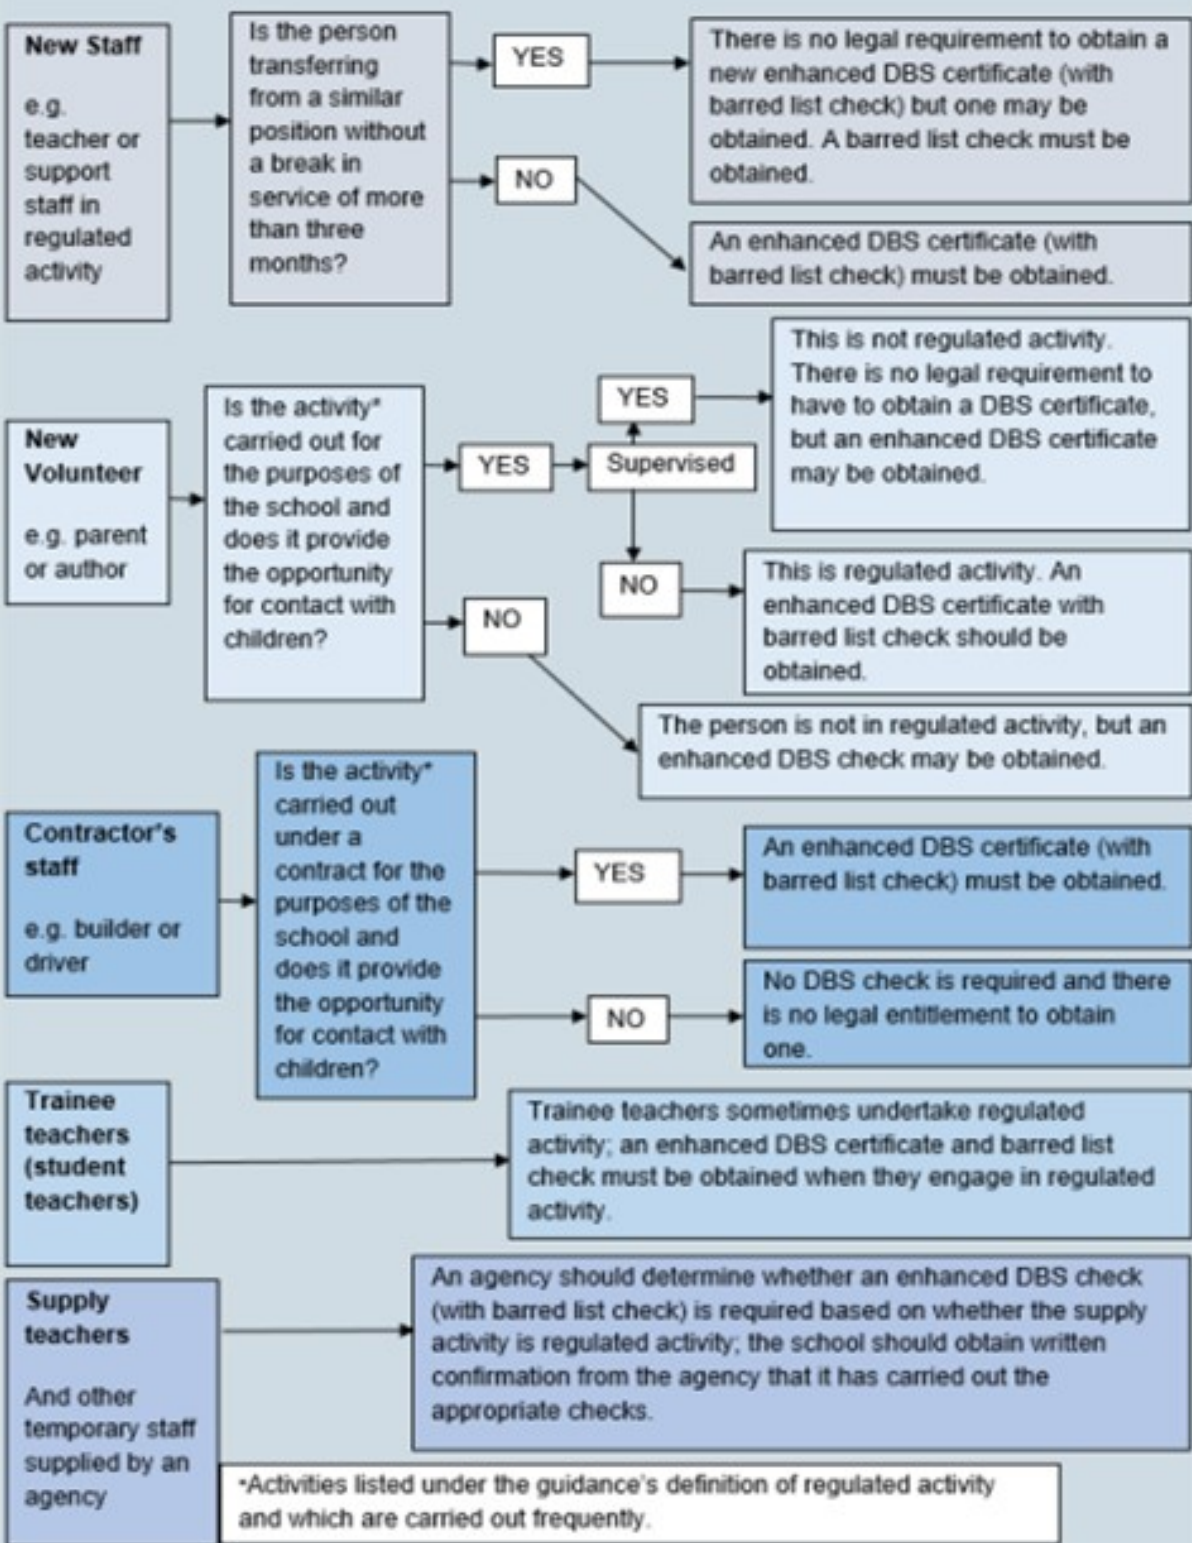 New Staff
e.g.
teacher or
support
staff in
regulated
activity
Is the person
transferring
from a similar
position without
a break in
service of more
than three
months?
YES
There is no legal requirement to obtain a
new enhanced DBS certificate (with
barred list check) but one may be
obtained. A barred list check must be
obtained.
NO
An enhanced DBS certificate (with
barred list check) must be obtained.
New
Volunteer
e.g. parent
or author
Is the activity*
carried out for
the purposes of
the school and
does it provide
the opportunity
for contact with
children?
YES
Supervised
YES
This is not regulated activity.
There is no legal requirement to
have to obtain a DBS certificate,
but an enhanced DBS certificate
may be obtained.
NO
This is regulated activity. An
enhanced DBS certificate with
barred list check should be
obtained.
NO
The person is not in regulated activity, but an
enhanced DBS check may be obtained.
Contractor's
staff
e.g. builder or
driver
Is the activity*
carried out
under a
contract for the
purposes of the
school and
does it provide
the opportunity
for contact with
children?
YES
An enhanced DBS certificate (with
barred list check) must be obtained.
NO
No DBS check is required and there
is no legal entitlement to obtain
one.
Trainee
teachers
(student
teachers)
Trainee teachers sometimes undertake regulated
activity; an enhanced DBS certificate and barred list
check must be obtained when they engage in regulated
activity.
Supply
teachers
And other
temporary staff
supplied by an
agency
An agency should determine whether an enhanced DBS check
(with barred list check) is required based on whether the supply
activity is regulated activity; the school should obtain written
confirmation from the agency that it has carried out the
appropriate checks.
*Activities listed under the guidance's definition of regulated activity
and which are carried out frequently.